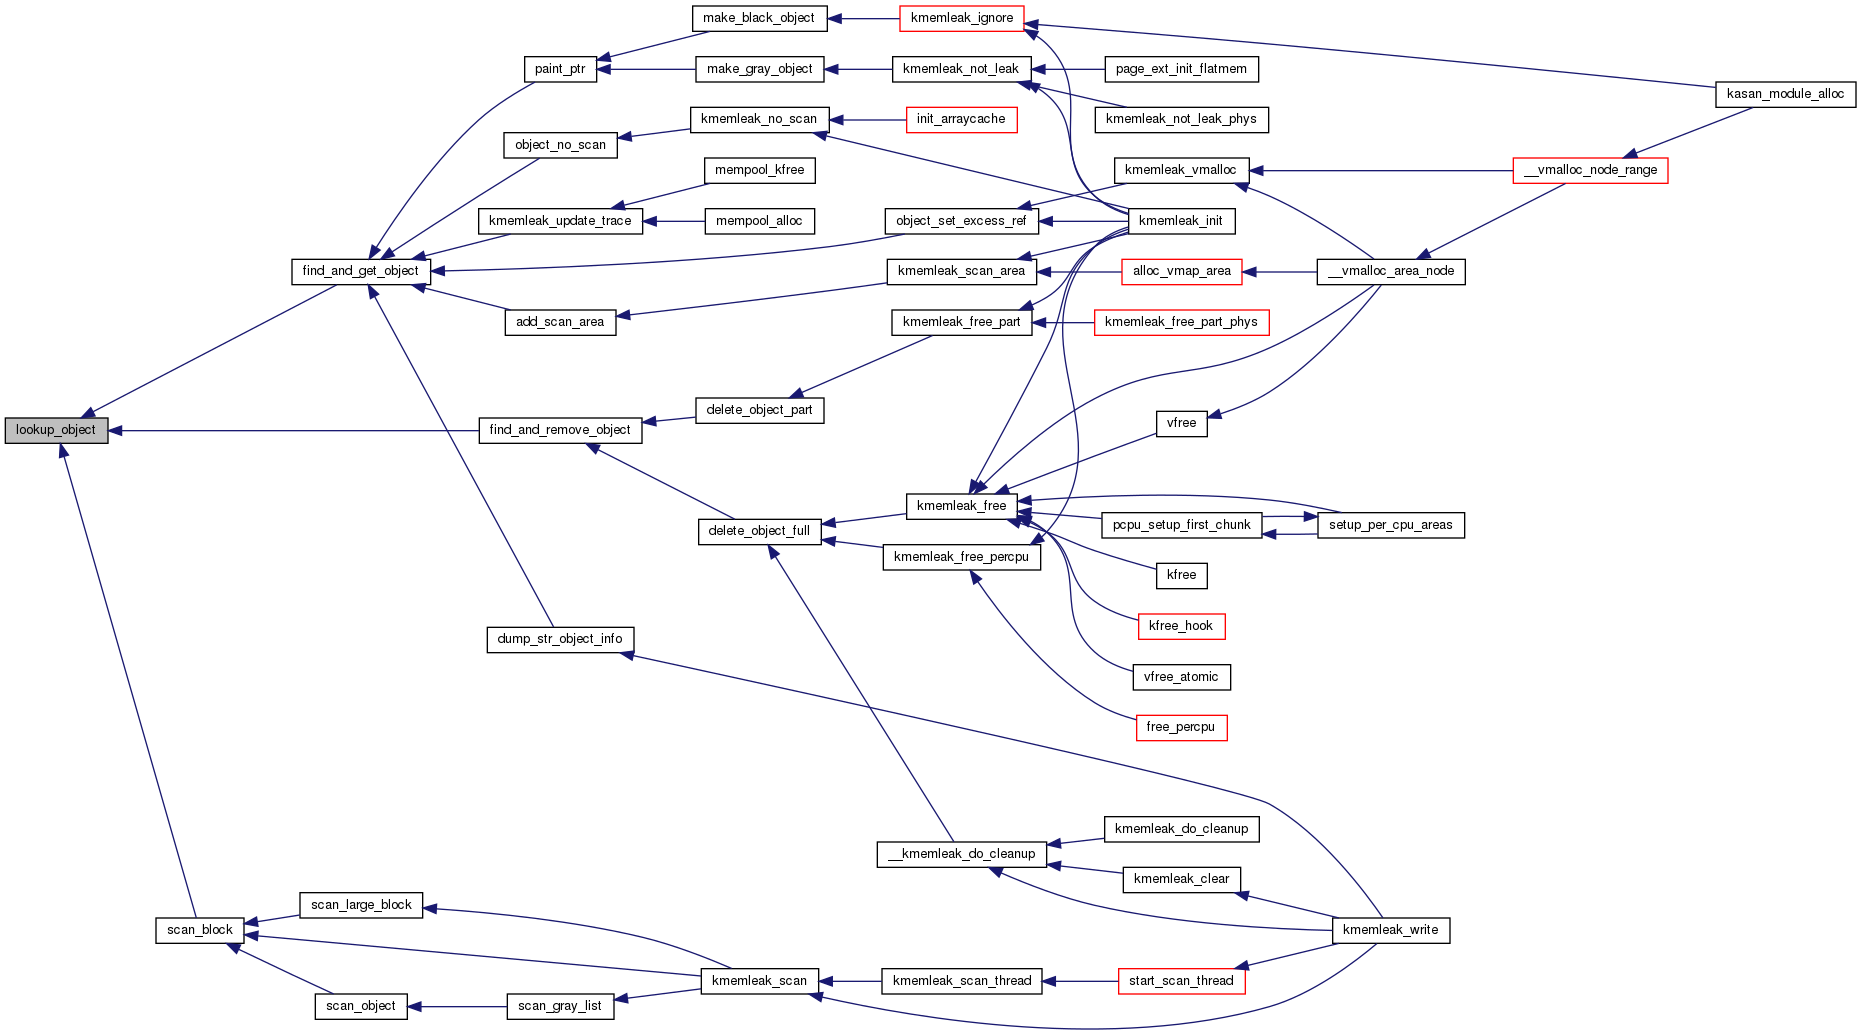 make_black_object
kmemleak_ignore
paint_ptr
make_gray_object
kmemleak_not_leak
page_ext_init_flatmem
kasan_module_alloc
kmemleak_no_scan
init_arraycache
kmemleak_not_leak_phys
object_no_scan
mempool_kfree
kmemleak_vmalloc
__vmalloc_node_range
kmemleak_update_trace
mempool_alloc
object_set_excess_ref
kmemleak_init
find_and_get_object
kmemleak_scan_area
alloc_vmap_area
__vmalloc_area_node
add_scan_area
kmemleak_free_part
kmemleak_free_part_phys
delete_object_part
vfree
lookup_object
find_and_remove_object
kmemleak_free
delete_object_full
pcpu_setup_first_chunk
setup_per_cpu_areas
kmemleak_free_percpu
kfree
kfree_hook
dump_str_object_info
vfree_atomic
free_percpu
kmemleak_do_cleanup
__kmemleak_do_cleanup
kmemleak_clear
scan_large_block
scan_block
kmemleak_write
kmemleak_scan
kmemleak_scan_thread
start_scan_thread
scan_object
scan_gray_list